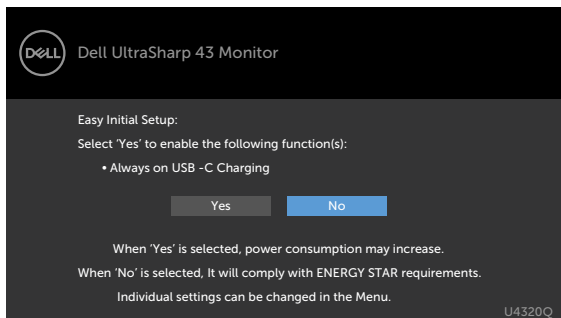 DELL
Dell UltraSharp 43 Monitor
Easy Initial Setup:
Select ‘Yes’ to enable the following function(s):
• Always on USB -C Charging
Yes
No
When ‘Yes’ is selected, power consumption may increase.
When ‘No’ is selected, It will comply with ENERGY STAR requirements.
Individual settings can be changed in the Menu.
U4320Q